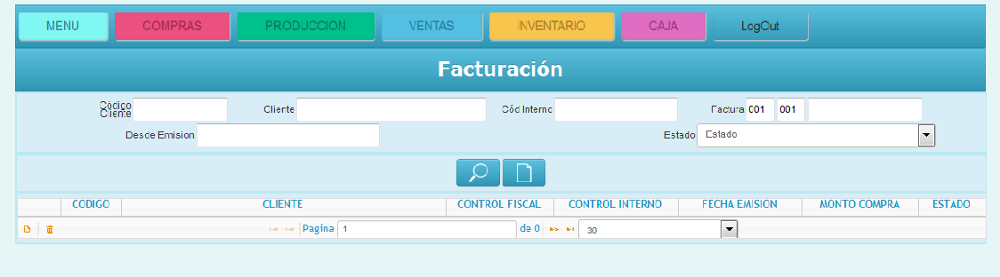 MENU COMPRAS PRODUCCION VENTAS INVENTARIO CAJA LogOut
Facturación
Código Cliente Cliente Cód Interno Factura 001 001
Desde Emision Estado Estado
CODIGO CLIENTE CONTROL FISCAL CONTROL INTERNO FECHA EMISION MONTO COMPRA ESTADO
Pagina 1 de 0 30